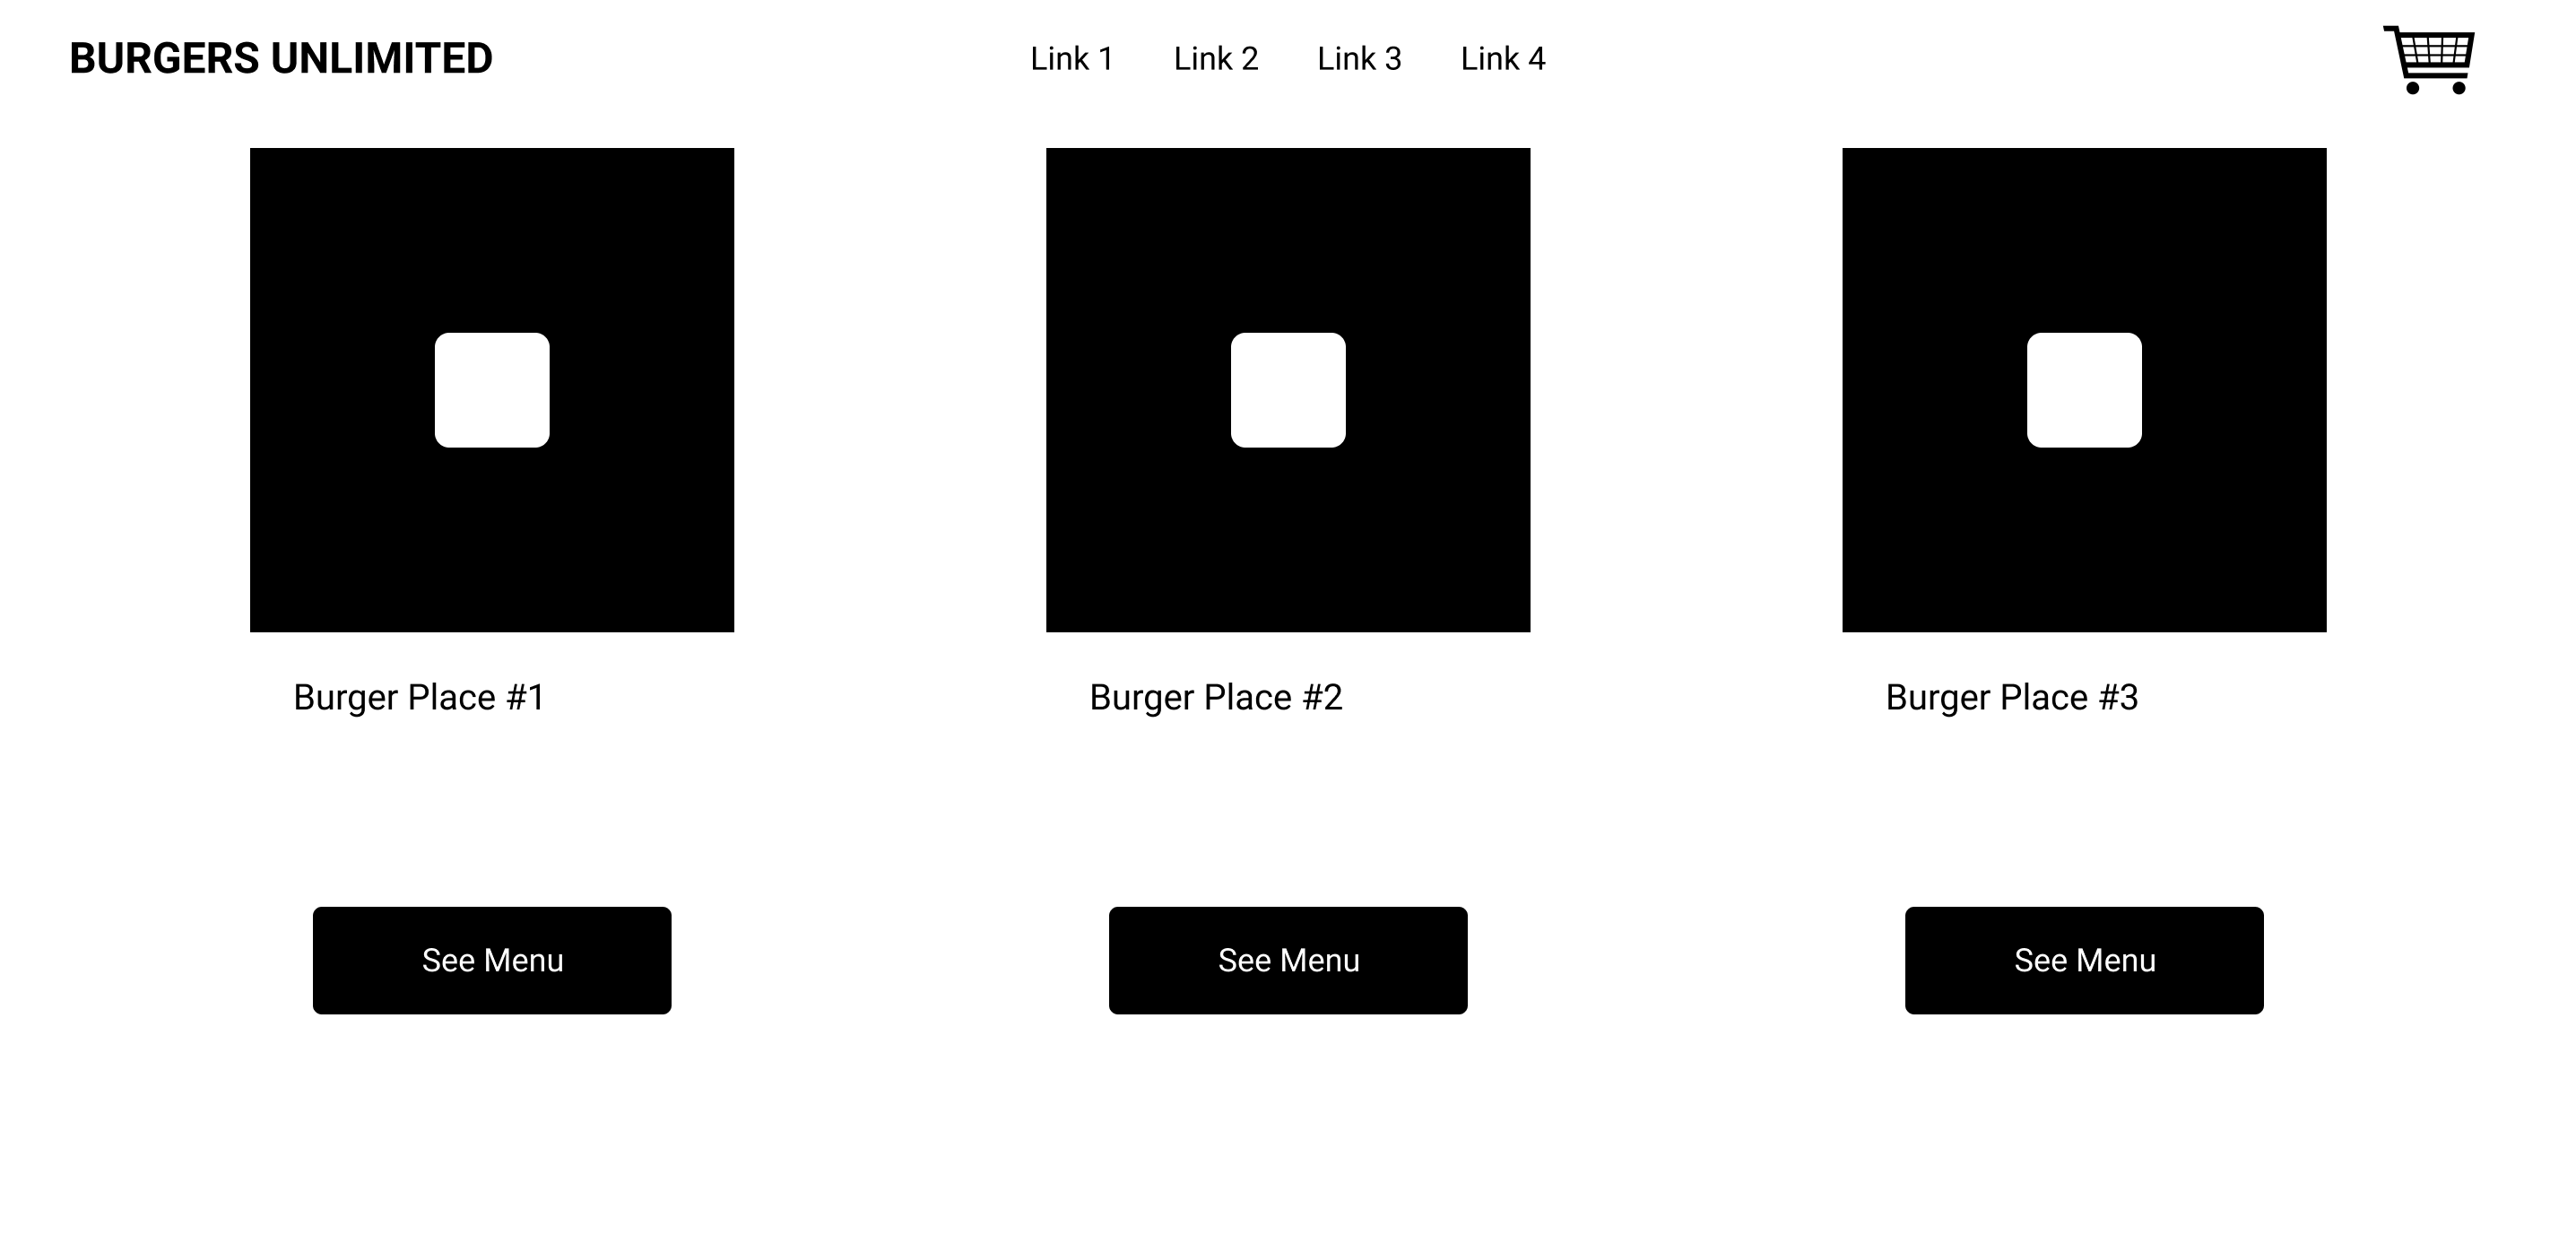 BURGERS UNLIMITED
Link 1 Link 2 Link 3 Link 4
Burger Place #1
Burger Place #2
Burger Place #3
See Menu
See Menu
See Menu